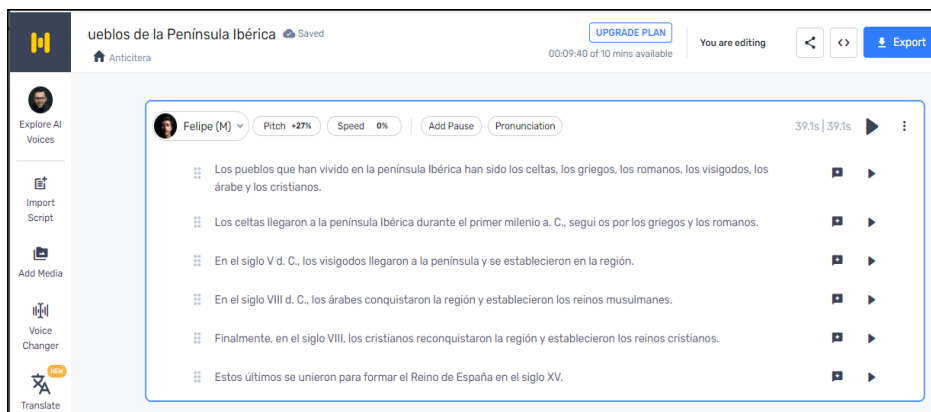 ueblos de la Península Ibérica Saved
UPGRADE PLAN
00:09:40 of 10 mins available
You are editing
Export
Anticitera
Explore AI
Voices
Import
Script
Add Media
Voice
Changer
NEW
Translate
Felipe (M) Pitch +27% Speed 0% Add Pause Pronunciation 39.1s | 39.1s
Los pueblos que han vivido en la península Ibérica han sido los celtas, los griegos, los romanos, los visigodos, los
árabe y los cristianos.
Los celtas llegaron a la península Ibérica durante el primer milenio a. C., segui os por los griegos y los romanos.
En el siglo V d. C., los visigodos llegaron a la península y se establecieron en la región.
En el siglo VIII d. C., los árabes conquistaron la región y establecieron los reinos musulmanes.
Finalmente, en el siglo VIII, los cristianos reconquistaron la región y establecieron los reinos cristianos.
Estos últimos se unieron para formar el Reino de España en el siglo XV.